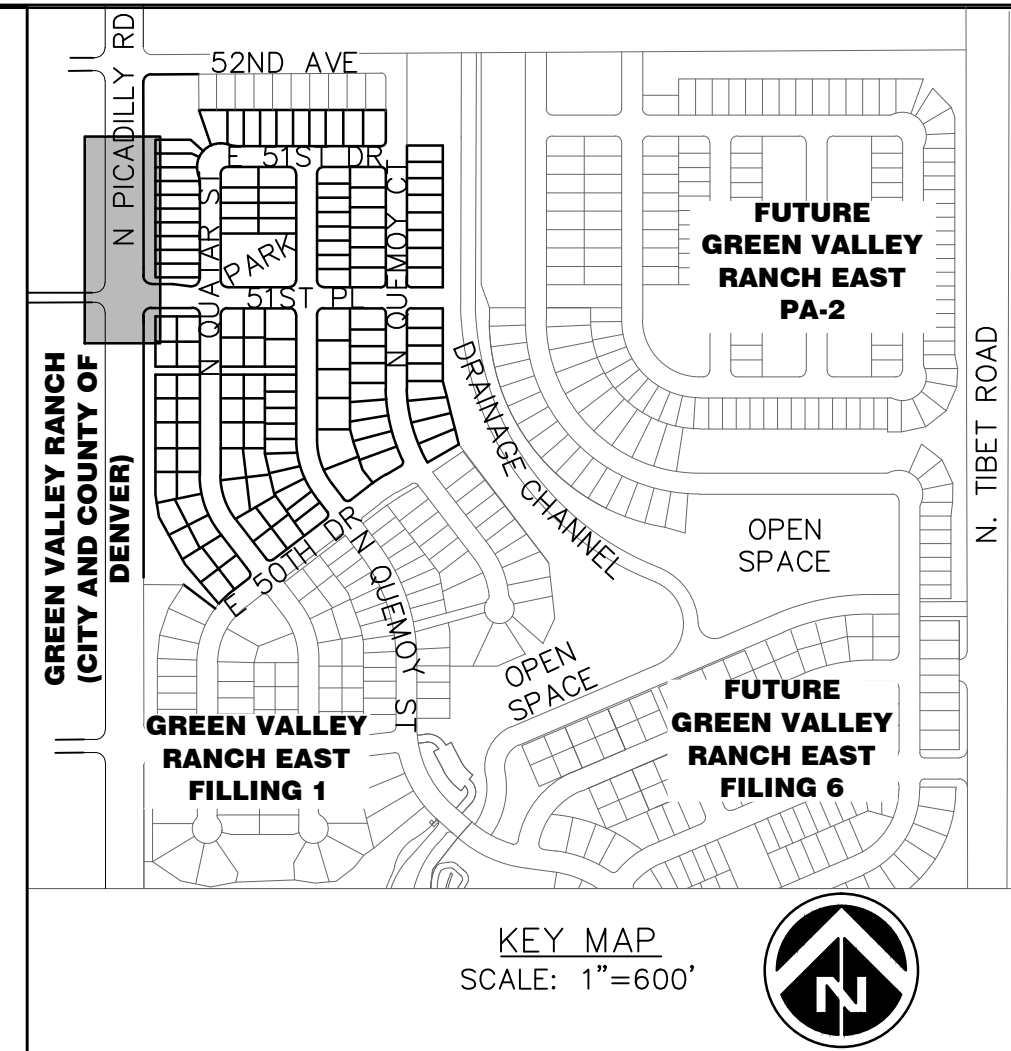 N PICADILLY RD
52ND AVE
E 51ST DR
N QUATAR ST
PARK
N QUEMOY CT
51ST PL
FUTURE
GREEN VALLEY
RANCH EAST
PA-2
N. TIBET ROAD
DRAINAGE CHANNEL
GREEN VALLEY RANCH
(CITY AND COUNTY OF
DENVER)
OPEN
SPACE
E 50TH DR
N QUEMOY ST
OPEN
SPACE
GREEN VALLEY
RANCH EAST
FILLING 1
FUTURE
GREEN VALLEY
RANCH EAST
FILING 6
KEY MAP
SCALE: 1"=600'
N